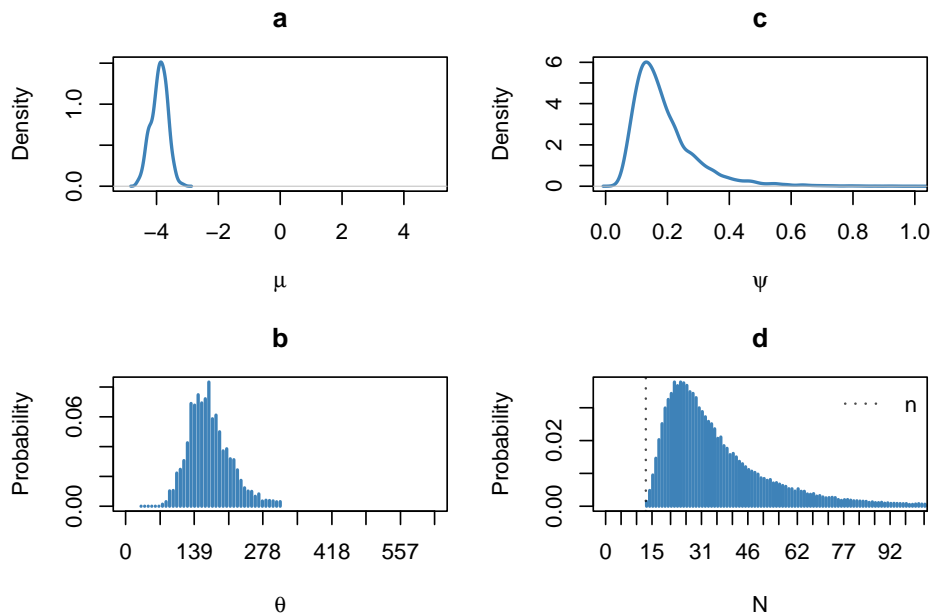 a
Density
0.0 1.0
−4 −2 0 2 4
μ
c
Density
0 2 4 6
0.0 0.2 0.4 0.6 0.8 1.0
ψ
b
Probability
0.00 0.06
0 139 278 418 557
θ
d
Probability
0.00 0.02
n
0 15 31 46 62 77 92
N